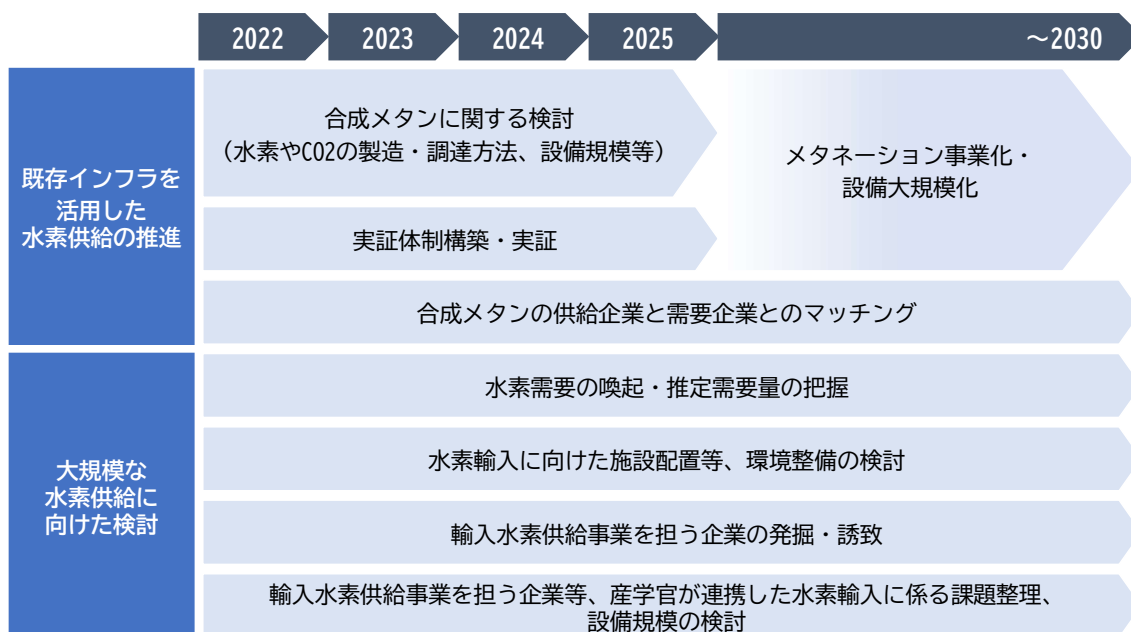 2022 2023 2024 2025 ～2030
既存インフラを
活用した
水素供給の推進
合成メタンに関する検討
（水素やCO2の製造・調達方法、設備規模等）
メタネーション事業化・
設備大規模化
実証体制構築・実証
合成メタンの供給企業と需要企業とのマッチング
大規模な
水素供給に
向けた検討
水素需要の喚起・推定需要量の把握
水素輸入に向けた施設配置等、環境整備の検討
輸入水素供給事業を担う企業の発掘・誘致
輸入水素供給事業を担う企業等、産学官が連携した水素輸入に係る課題整理、
設備規模の検討